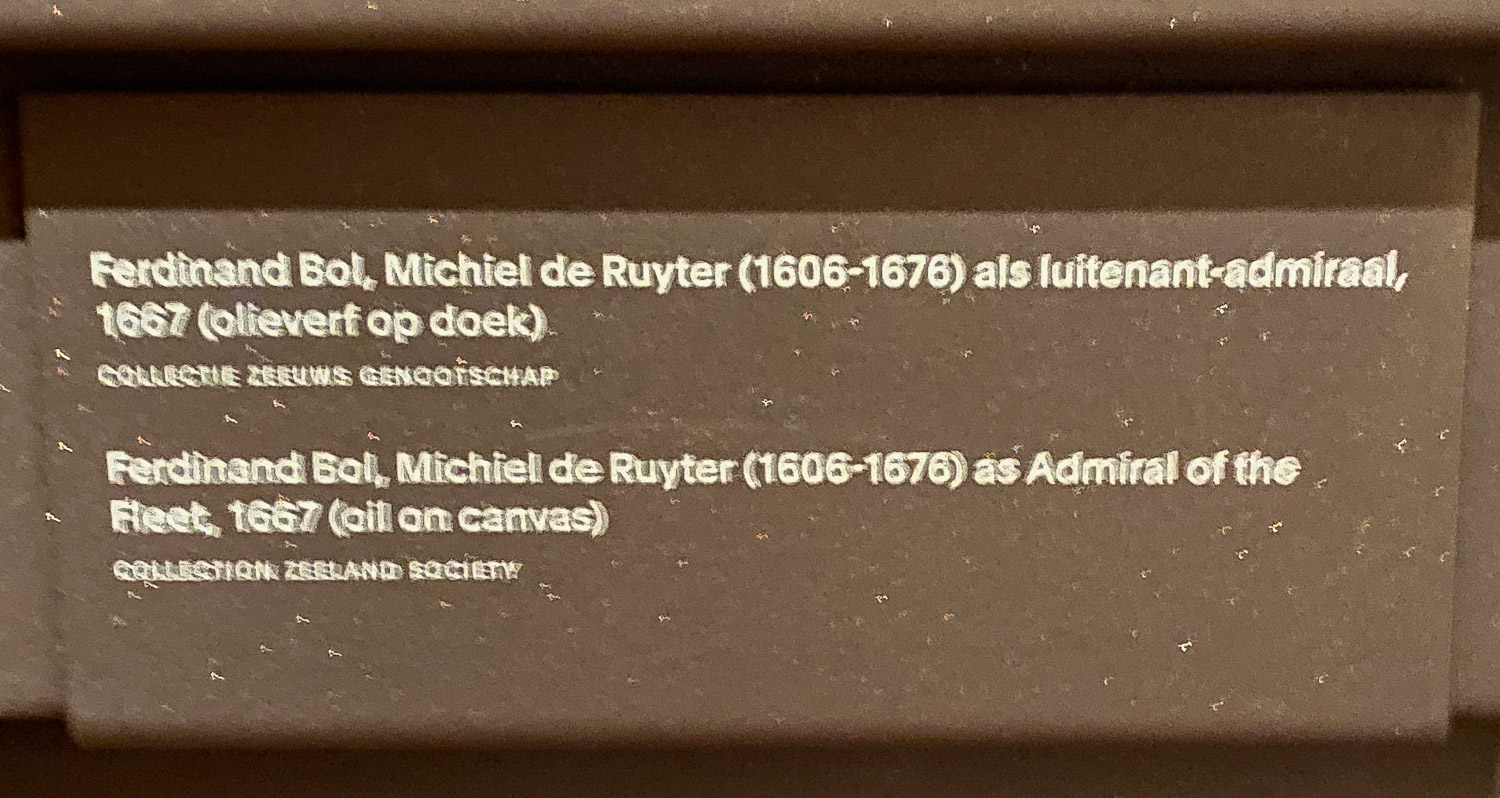 Ferdinand Bol, Michiel de Ruyter (1606-1676) als luitenant-admiraal,
1667 (olieverf op doek)
COLLECTIE ZEEUWS GENOOTSCHAP
Ferdinand Bol, Michiel de Ruyter (1606-1676) as Admiral of the
Fleet, 1667 (oil on canvas)
COLLECTION ZEELAND SOCIETY